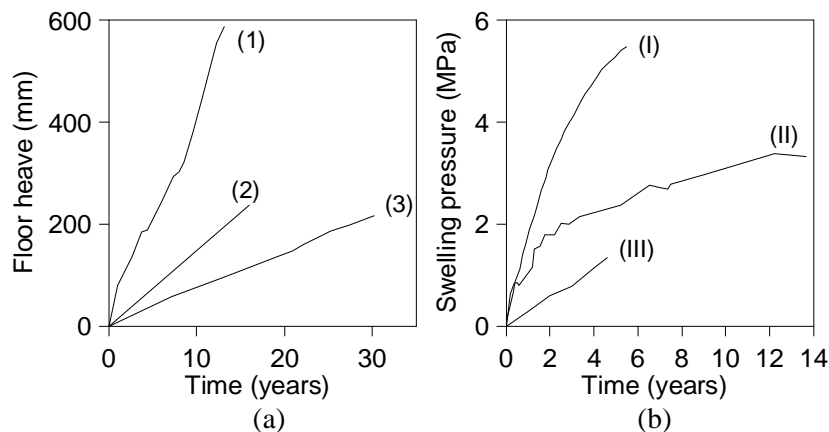 600
400
200
0
Floor heave (mm)
(1)
(2)
(3)
0 10 20 30
Time (years)
(a)
6
4
2
0
Swelling pressure (MPa)
(I)
(II)
(III)
0 2 4 6 8 10 12 14
Time (years)
(b)